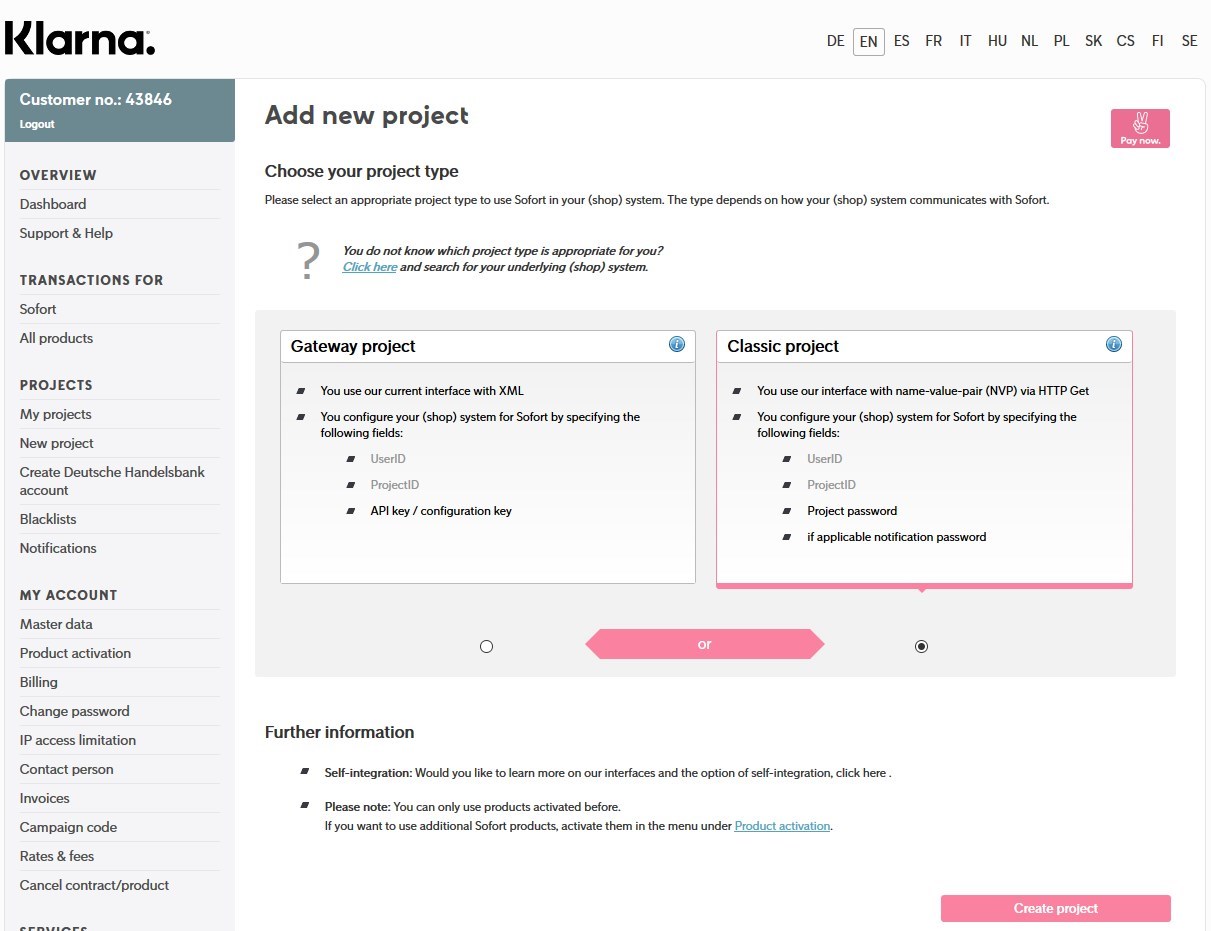 Klarna.
DE EN ES FR IT HU NL PL SK CS FI SE
Customer no.: 43846
Logout
OVERVIEW
Dashboard
Support & Help
TRANSACTIONS FOR
Sofort
All products
PROJECTS
My projects
New project
Create Deutsche Handelsbank
account
Blacklists
Notifications
MY ACCOUNT
Master data
Product activation
Billing
Change password
IP access limitation
Contact person
Invoices
Campaign code
Rates & fees
Cancel contract/product
SERVICES
Add new project
Pay now.
Choose your project type
Please select an appropriate project type to use Sofort in your (shop) system. The type depends on how your (shop) system communicates with Sofort.
?
You do not know which project type is appropriate for you?
Click here and search for your underlying (shop) system.
Gateway project
You use our current interface with XML
You configure your (shop) system for Sofort by specifying the
following fields:
UserID
ProjectID
API key / configuration key
Classic project
You use our interface with name-value-pair (NVP) via HTTP Get
You configure your (shop) system for Sofort by specifying the
following fields:
UserID
ProjectID
Project password
if applicable notification password
or
Further information
Self-integration: Would you like to learn more on our interfaces and the option of self-integration, click here .
Please note: You can only use products activated before.
If you want to use additional Sofort products, activate them in the menu under Product activation.
Create project